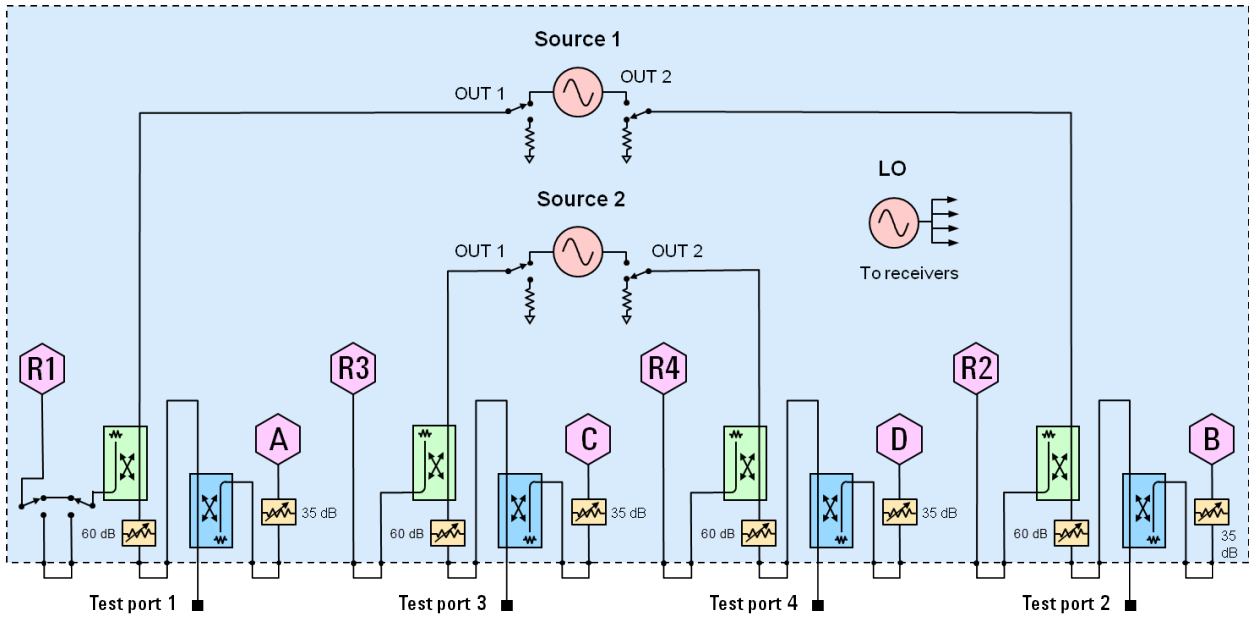 Source 1
OUT 1
OUT 2
LO
Source 2
OUT 1
OUT 2
To receivers
R1
R3
R4
R2
A
C
D
B
35 dB
35 dB
35 dB
35
dB
60 dB
60 dB
60 dB
60 dB
Test port 1
Test port 3
Test port 4
Test port 2